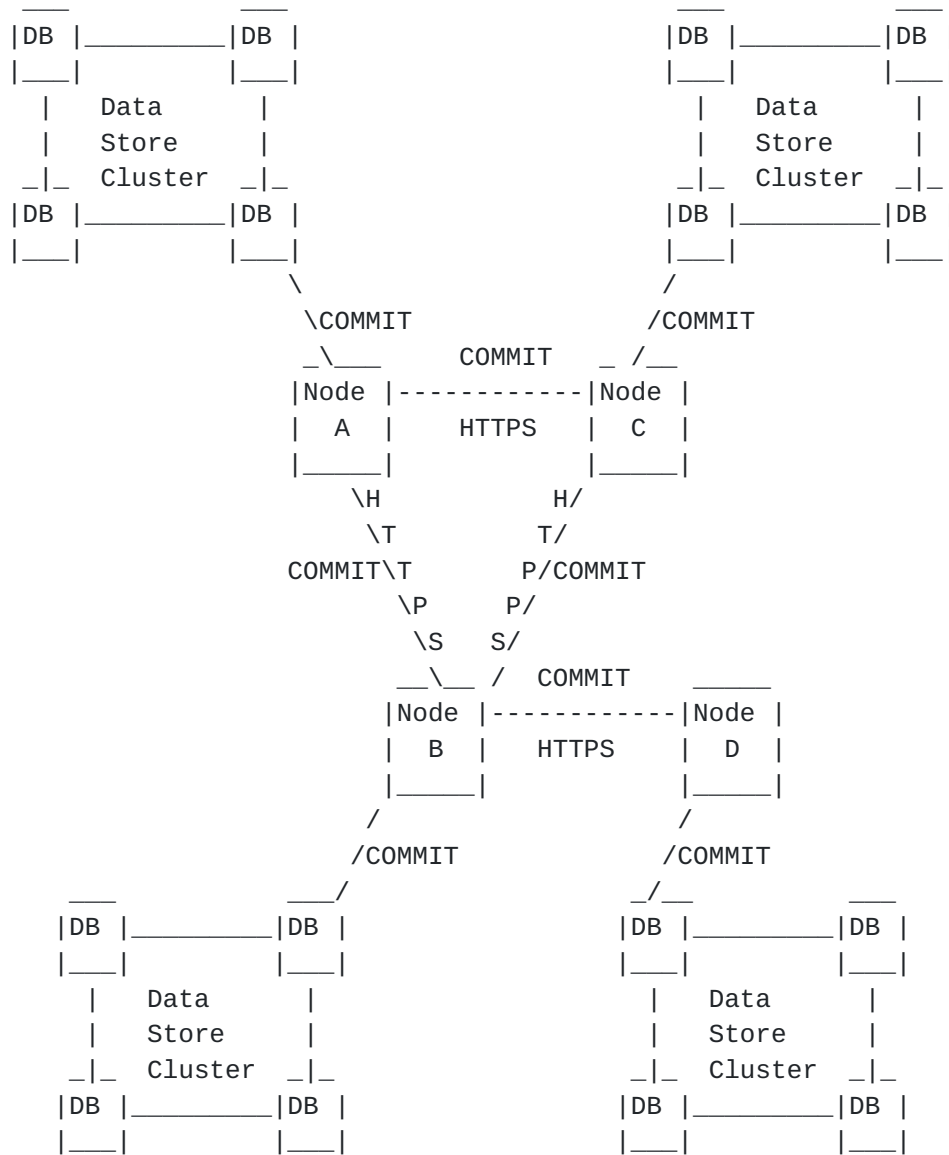 DB DB DB DB
Data Data
Store Store
Cluster Cluster
DB DB DB DB
COMMIT COMMIT
COMMIT
Node Node
A HTTPS C
H H
T T
COMMIT T P COMMIT
P P
S S
COMMIT
Node Node
B HTTPS D
COMMIT COMMIT
DB DB DB DB
Data Data
Store Store
Cluster Cluster
DB DB DB DB